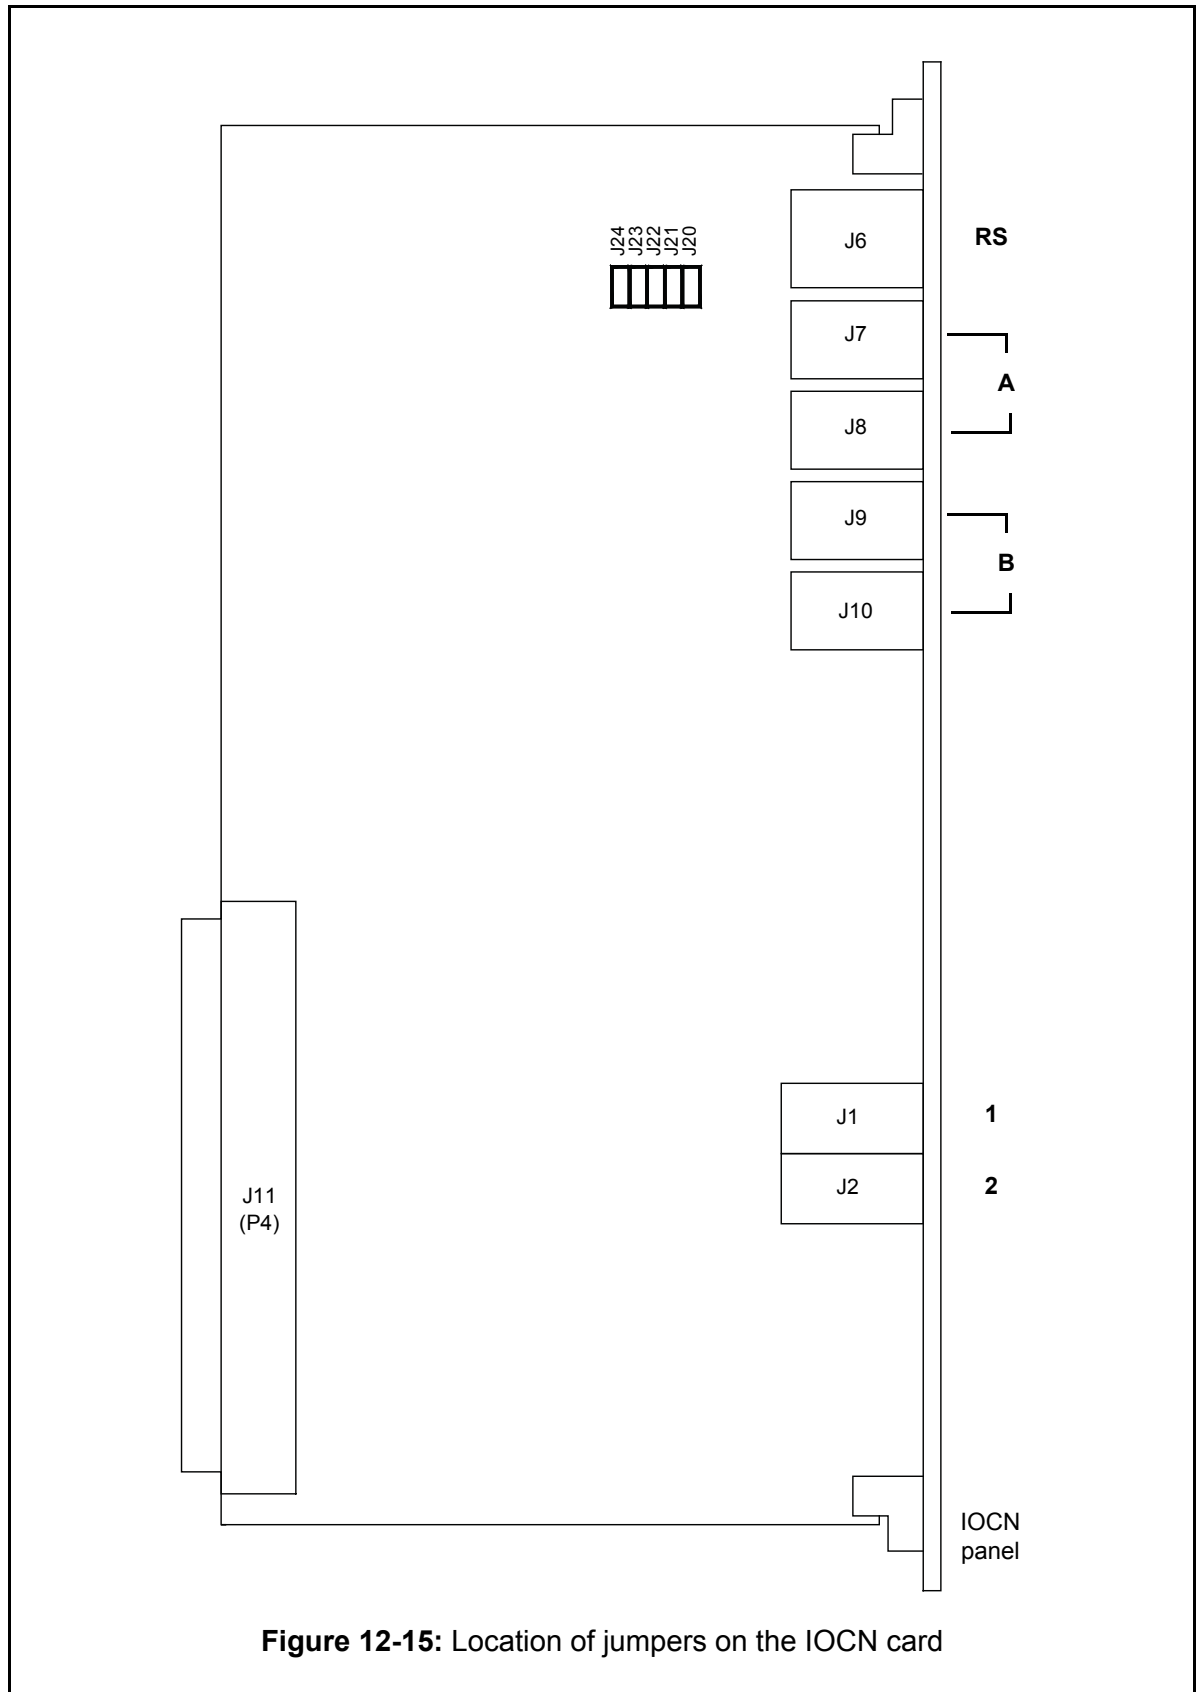 J24
J23
J22
J21
J20
J6
RS
J7
A
J8
J9
B
J10
J1
1
J2
2
J11
(P4)
IOCN
panel
Figure 12-15: Location of jumpers on the IOCN card